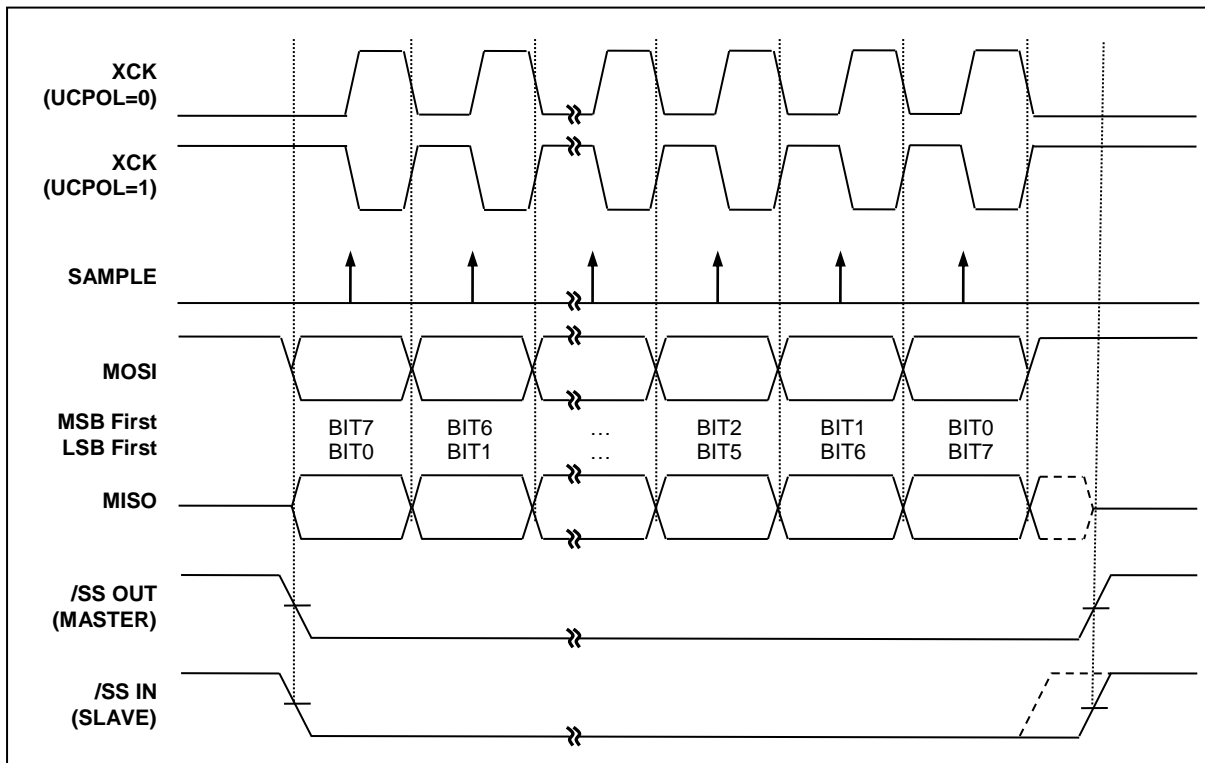 XCK
(UCPOL=0)
XCK
(UCPOL=1)
SAMPLE
MOSI
MSB First BIT7 BIT6 … BIT2 BIT1 BIT0
LSB First BIT0 BIT1 … BIT5 BIT6 BIT7
MISO
/SS OUT
(MASTER)
/SS IN
(SLAVE)